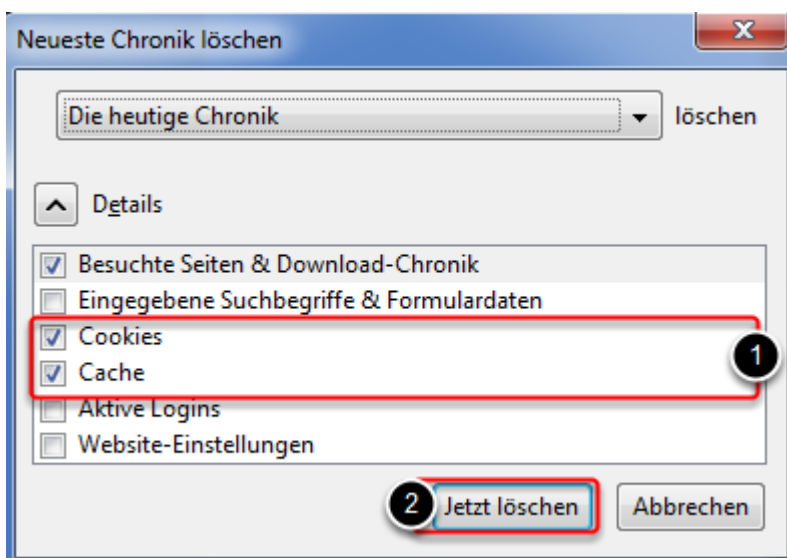 Neueste Chronik löschen
Die heutige Chronik löschen
Details
Besuchte Seiten & Download-Chronik
Eingegebene Suchbegriffe & Formulardaten
Cookies
1
Cache
Aktive Logins
Website-Einstellungen
2 Jetzt löschen Abbrechen